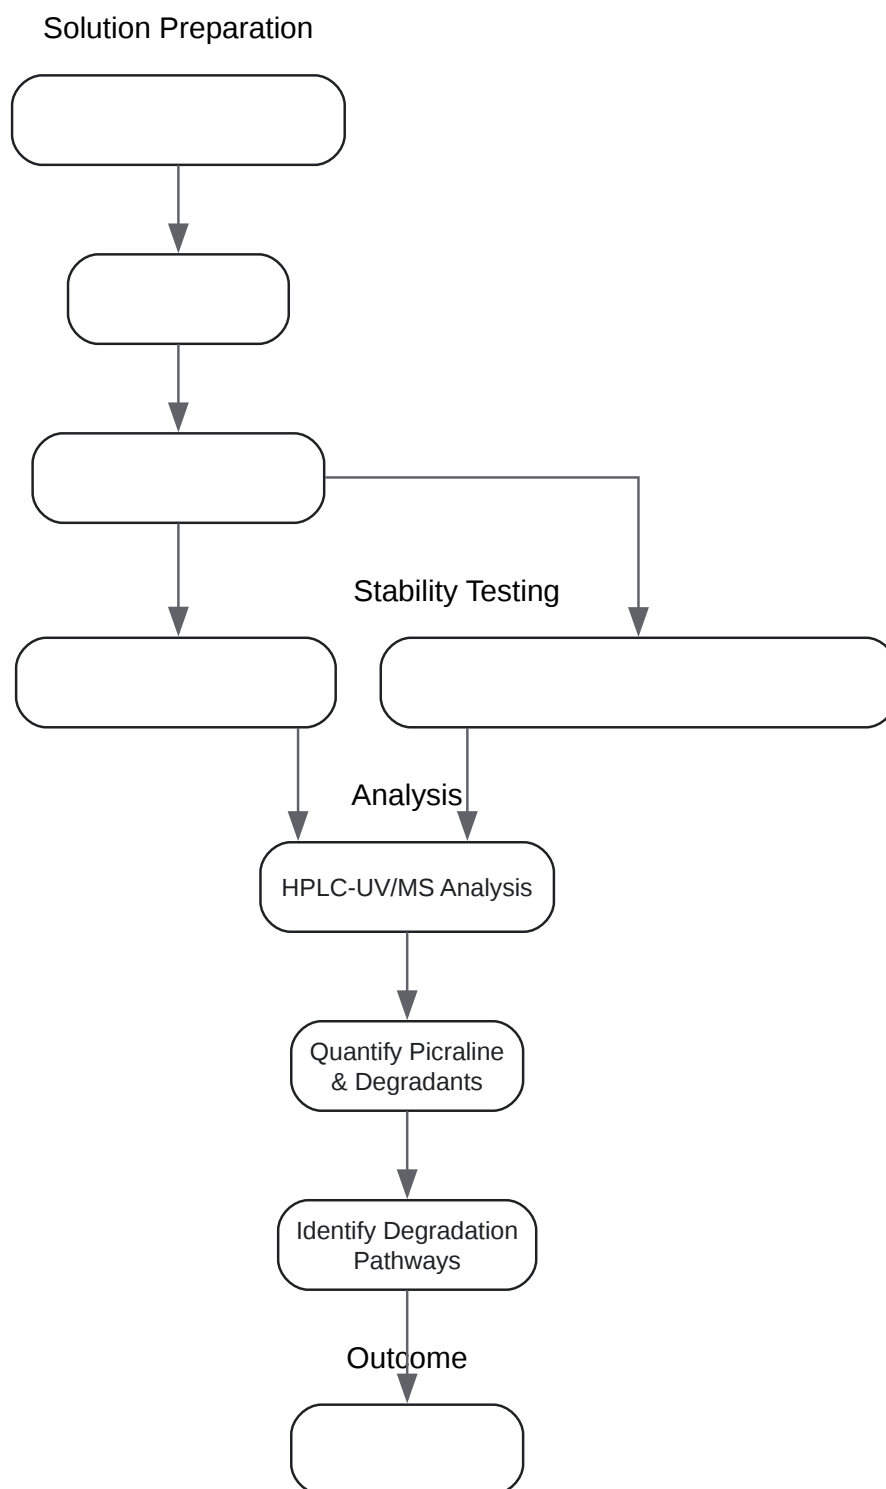 Solution Preparation
Stability Testing
Analysis
HPLC-UV/MS Analysis
Quantify Picraline
& Degradants
Identify Degradation
Pathways
Outcome